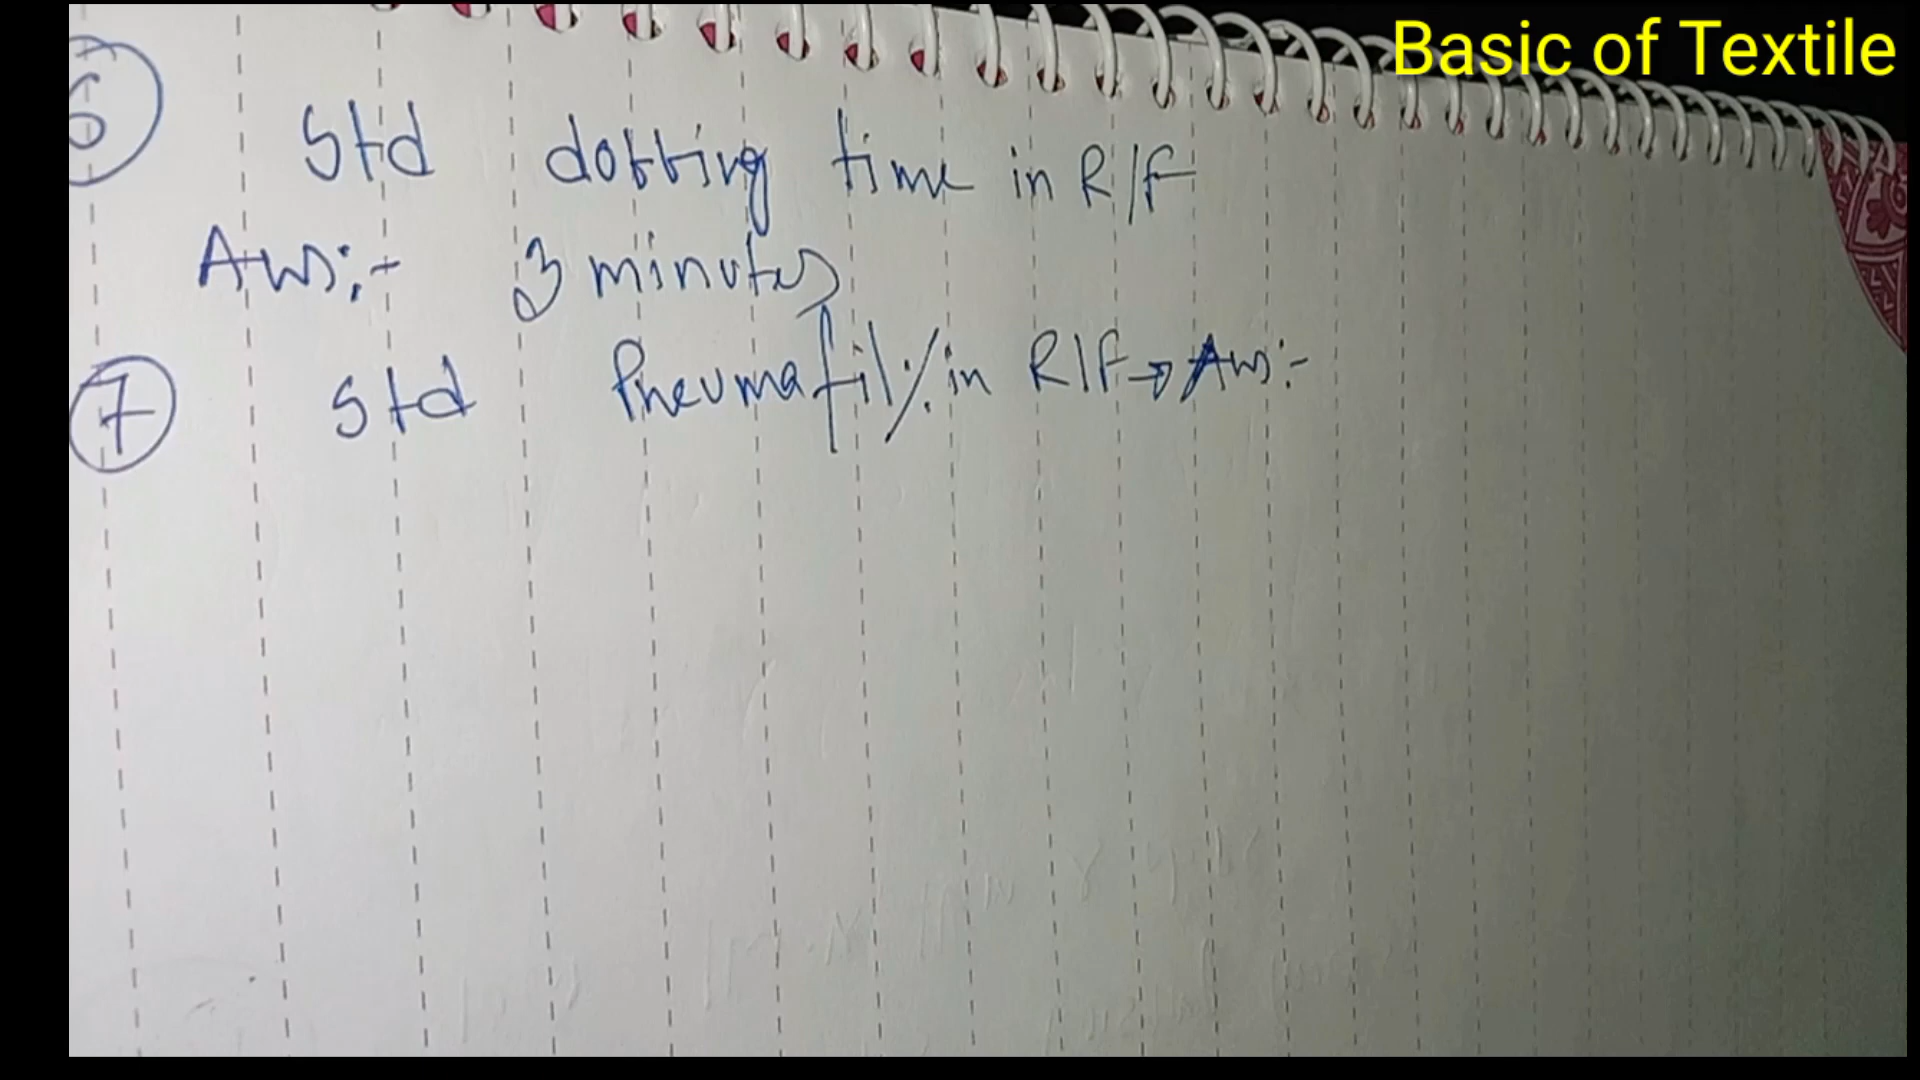 Basic of Textile
6 Std doffing time in R/F
Ans:- 3 minutes
7 Std Pneumafil % in R/F → Ans:-